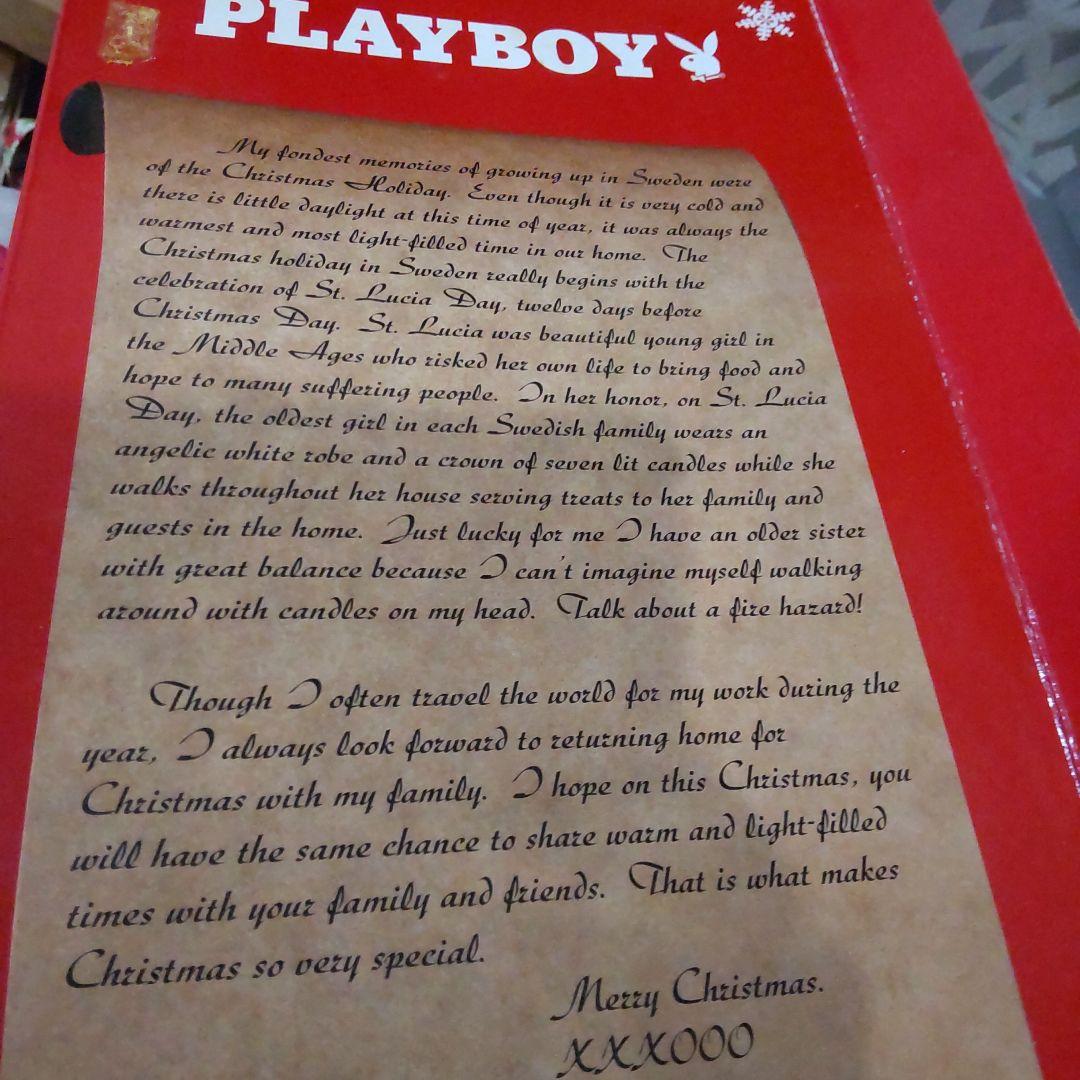 PLAYBOY
My fondest memories of growing up in Sweden were
of the Christmas Holiday. Even though it is very cold and
there is little daylight at this time of year, it was always the
warmest and most light-filled time in our home. The
Christmas holiday in Sweden really begins with the
celebration of St. Lucia Day, twelve days before
Christmas Day. St. Lucia was beautiful young girl in
the Middle Ages who risked her own life to bring food and
hope to many suffering people. In her honor, on St. Lucia
Day, the oldest girl in each Swedish family wears an
angelic white robe and a crown of seven lit candles while she
walks throughout her house serving treats to her family and
guests in the home. Just lucky for me I have an older sister
with great balance because I can't imagine myself walking
around with candles on my head. Talk about a fire hazard!
Though I often travel the world for my work during the
year, I always look forward to returning home for
Christmas with my family. I hope on this Christmas, you
will have the same chance to share warm and light-filled
times with your family and friends. That is what makes
Christmas so very special.
Merry Christmas.
XXXOOO